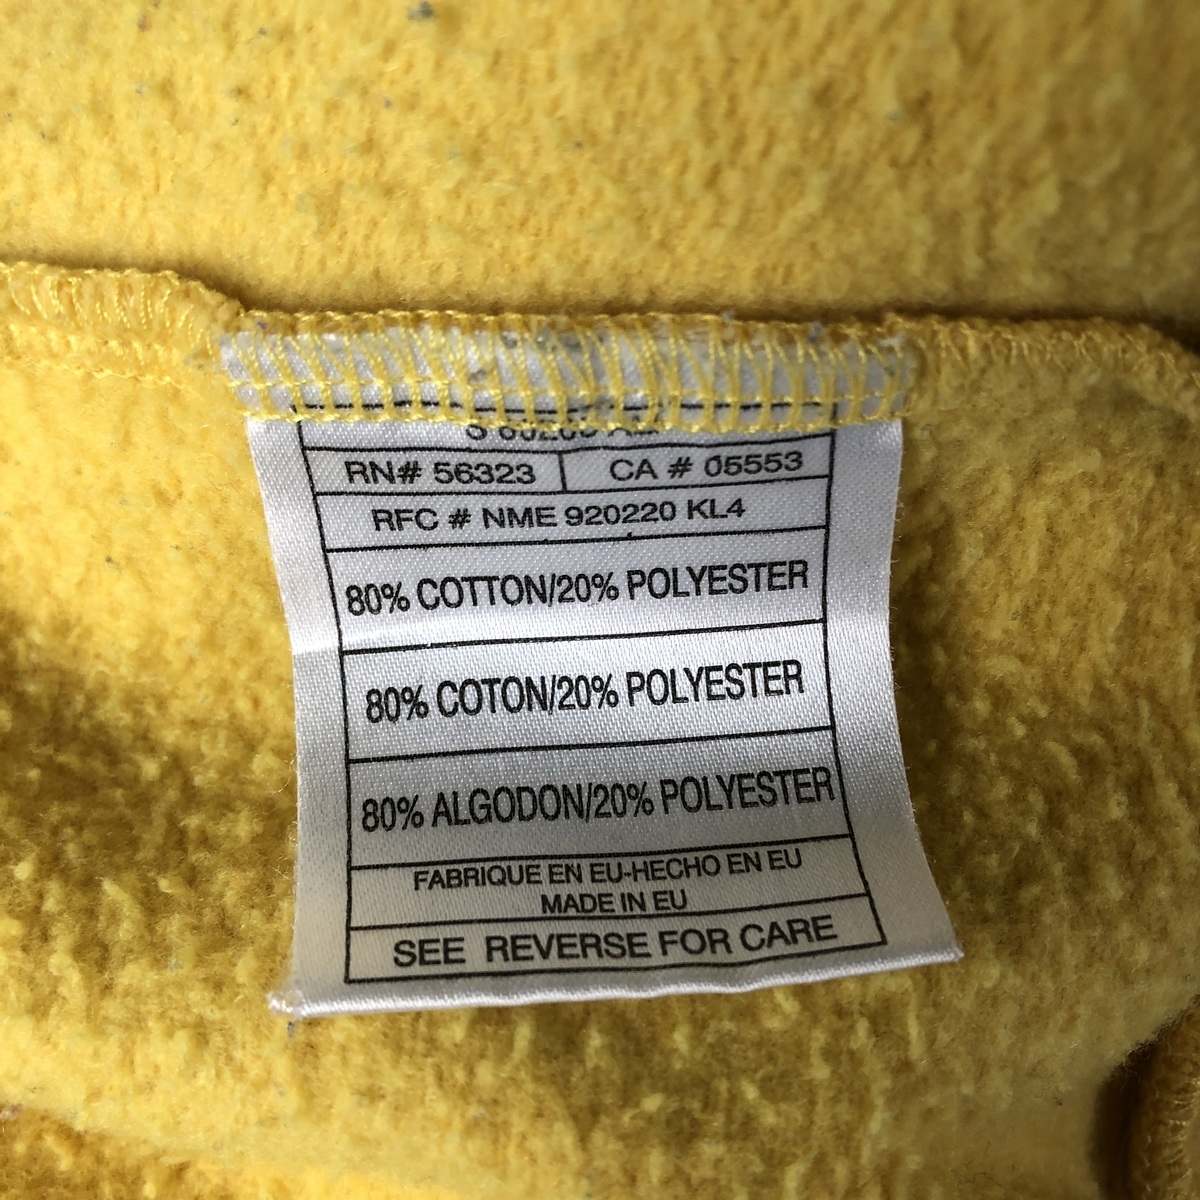 RN# 56323 CA # 05553
RFC # NME 920220 KL4
80% COTTON/20% POLYESTER
80% COTON/20% POLYESTER
80% ALGODON/20% POLYESTER
FABRIQUE EN EU-HECHO EN EU
MADE IN EU
SEE REVERSE FOR CARE